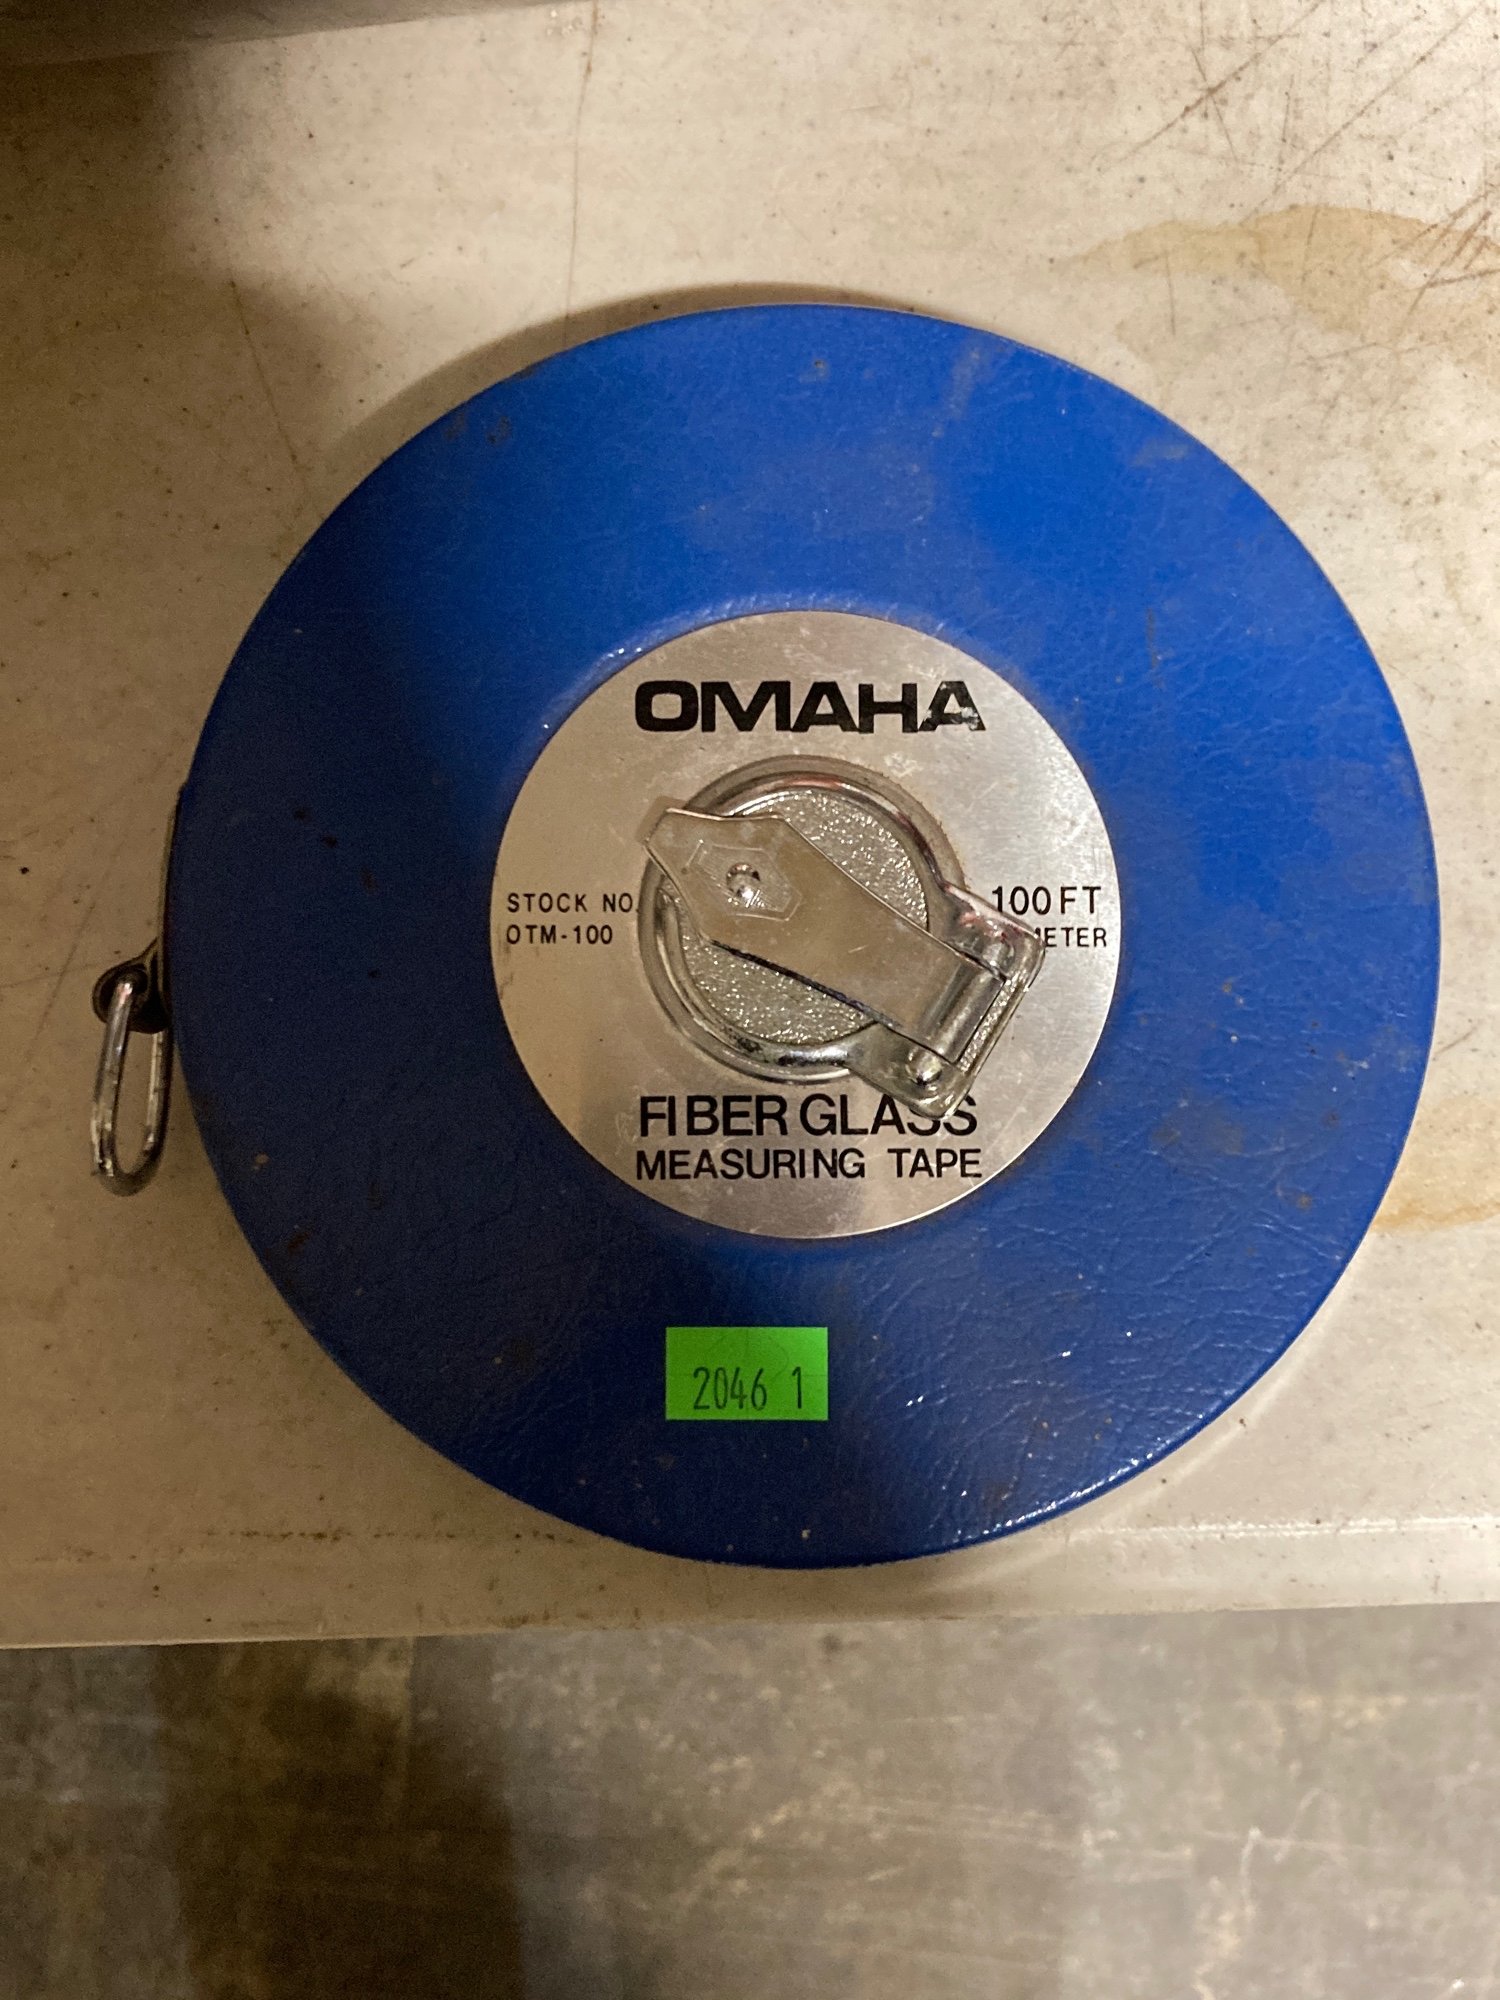 OMAHA
STOCK NO.
OTM-100
100 FT
FIBER GLASS
MEASURING TAPE
2046 1